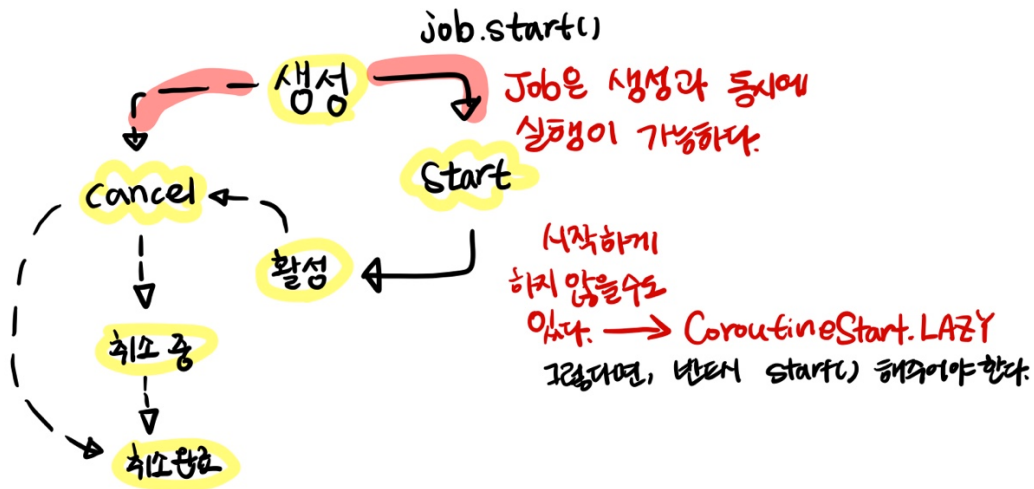 job.start()
생성
Job은 생성과 동시에
실행이 가능하다.
Cancel
Start
활성
시작하게
하지 않을수도
있다. → CoroutineStart.LAZY
그렇다면, 반드시 start() 해주어야 한다.
취소 중
취소완료